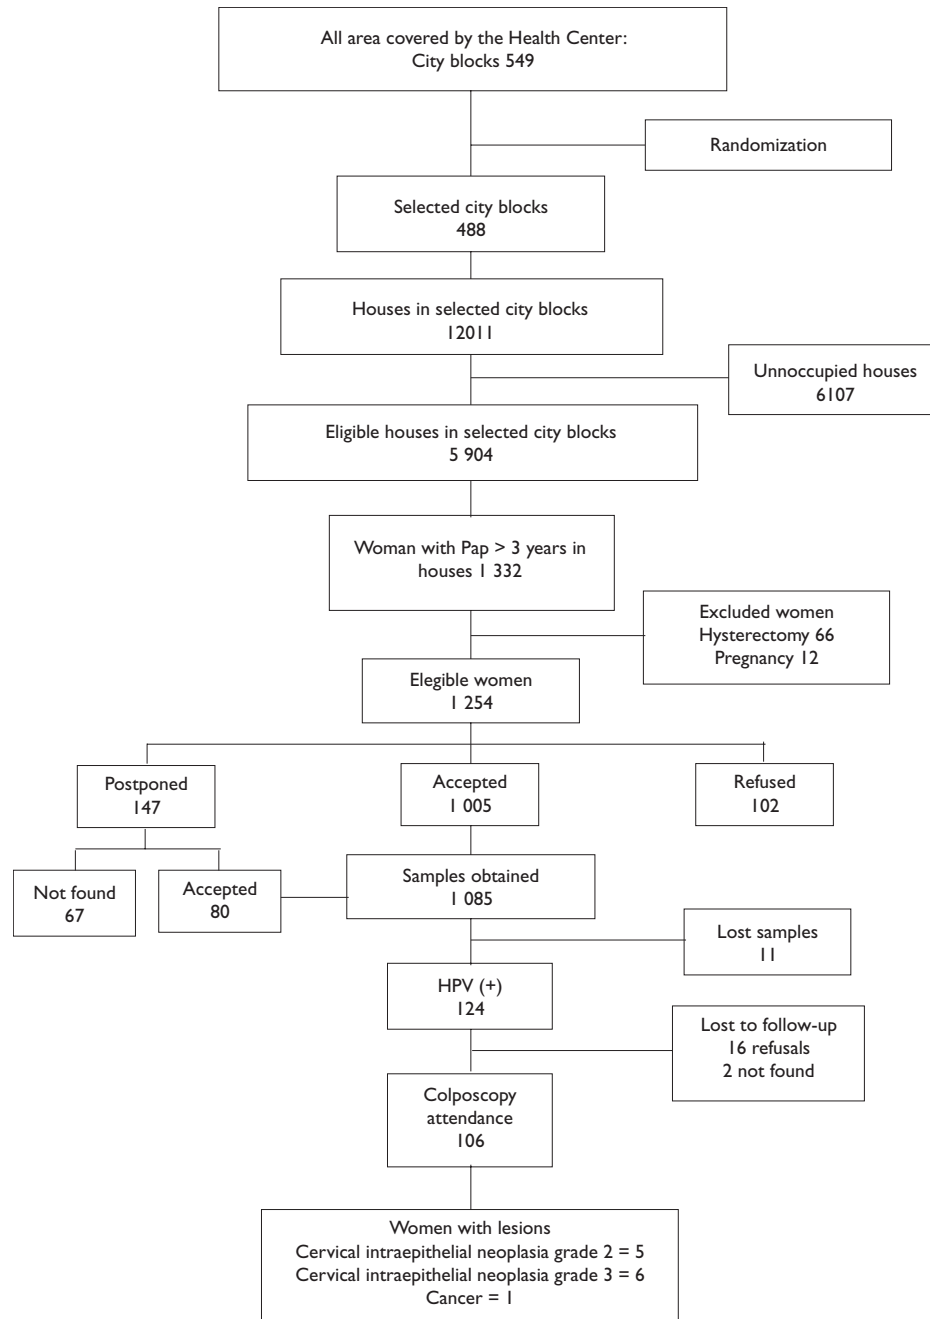 All area covered by the Health Center:
City blocks 549
Randomization
Selected city blocks
488
Houses in selected city blocks
12011
Unnoccupied houses
6107
Eligible houses in selected city blocks
5 904
Woman with Pap > 3 years in
houses 1 332
Excluded women
Hysterectomy 66
Pregnancy 12
Elegible women
1 254
Postponed
147
Accepted
1 005
Refused
102
Not found
67
Accepted
80
Samples obtained
1 085
Lost samples
11
HPV (+)
124
Lost to follow-up
16 refusals
2 not found
Colposcopy
attendance
106
Women with lesions
Cervical intraepithelial neoplasia grade 2 = 5
Cervical intraepithelial neoplasia grade 3 = 6
Cancer = 1